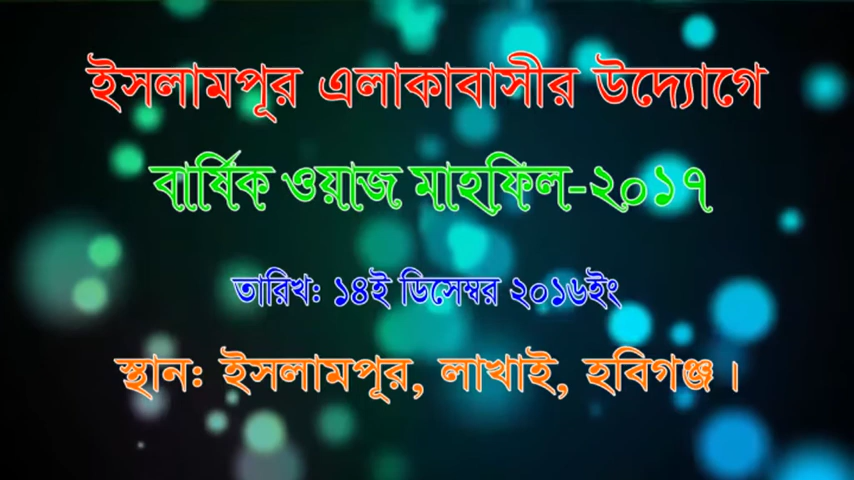 ইসলামপূর এলাকাবাসীর উদ্যোগে
বার্ষিক ওয়াজ মাহফিল-২০১৭
তারিখ: ১৪ই ডিসেম্বর ২০১৬ইং
স্থান: ইসলামপূর, লাখাই, হবিগঞ্জ।